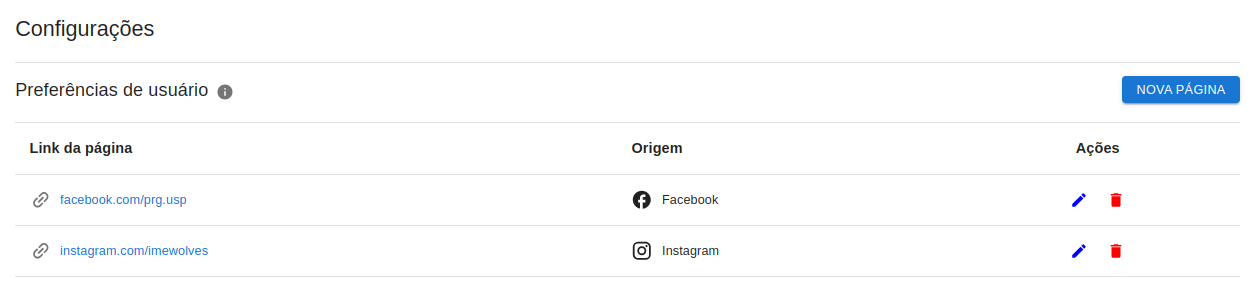 Configurações
Preferências de usuário
NOVA PÁGINA
Link da página Origem Ações
facebook.com/prg.usp Facebook
instagram.com/imewolves Instagram